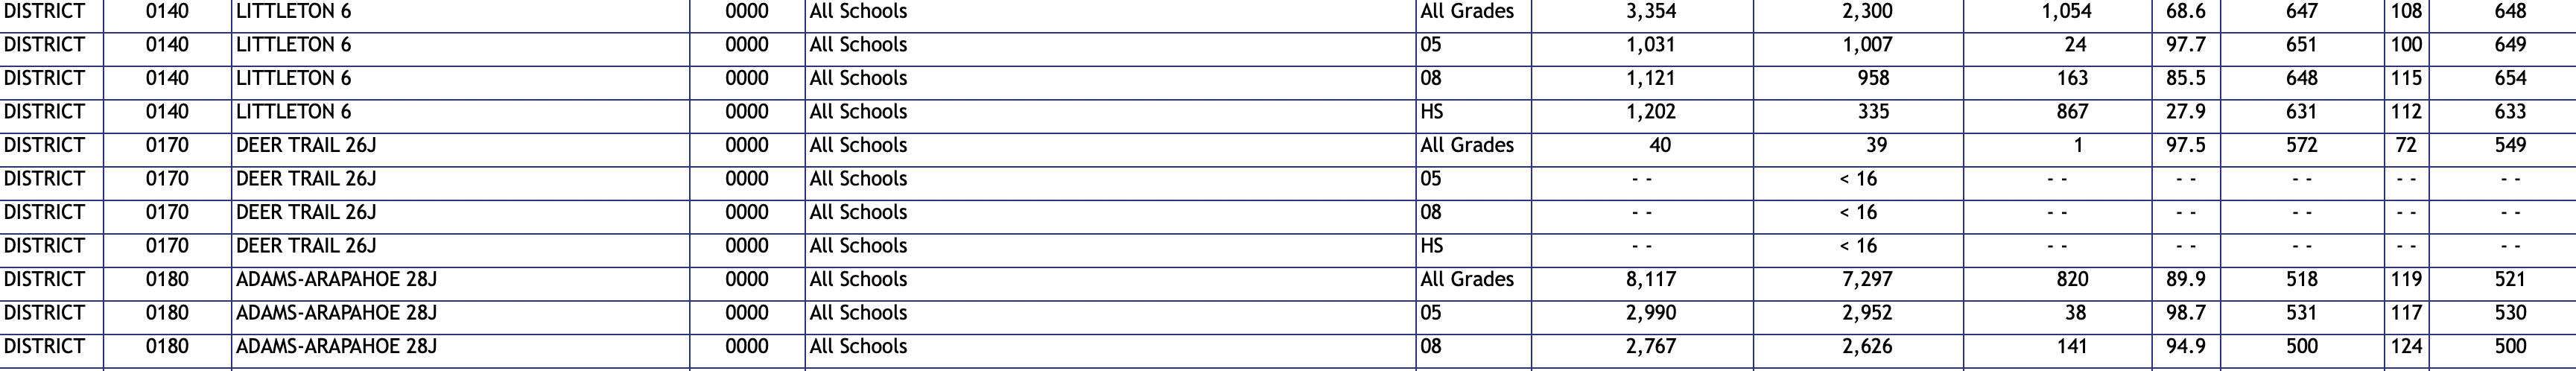 DISTRICT 0140 LITTLETON 6 0000 All Schools All Grades 3,354 2,300 1,054 68.6 647 108 648
DISTRICT 0140 LITTLETON 6 0000 All Schools 05 1,031 1,007 24 97.7 651 100 649
DISTRICT 0140 LITTLETON 6 0000 All Schools 08 1,121 958 163 85.5 648 115 654
DISTRICT 0140 LITTLETON 6 0000 All Schools HS 1,202 335 867 27.9 631 112 633
DISTRICT 0170 DEER TRAIL 26J 0000 All Schools All Grades 40 39 1 97.5 572 72 549
DISTRICT 0170 DEER TRAIL 26J 0000 All Schools 05 - - < 16 - - - - - - - - - -
DISTRICT 0170 DEER TRAIL 26J 0000 All Schools 08 - - < 16 - - - - - - - - - -
DISTRICT 0170 DEER TRAIL 26J 0000 All Schools HS - - < 16 - - - - - - - - - -
DISTRICT 0180 ADAMS-ARAPAHOE 28J 0000 All Schools All Grades 8,117 7,297 820 89.9 518 119 521
DISTRICT 0180 ADAMS-ARAPAHOE 28J 0000 All Schools 05 2,990 2,952 38 98.7 531 117 530
DISTRICT 0180 ADAMS-ARAPAHOE 28J 0000 All Schools 08 2,767 2,626 141 94.9 500 124 500